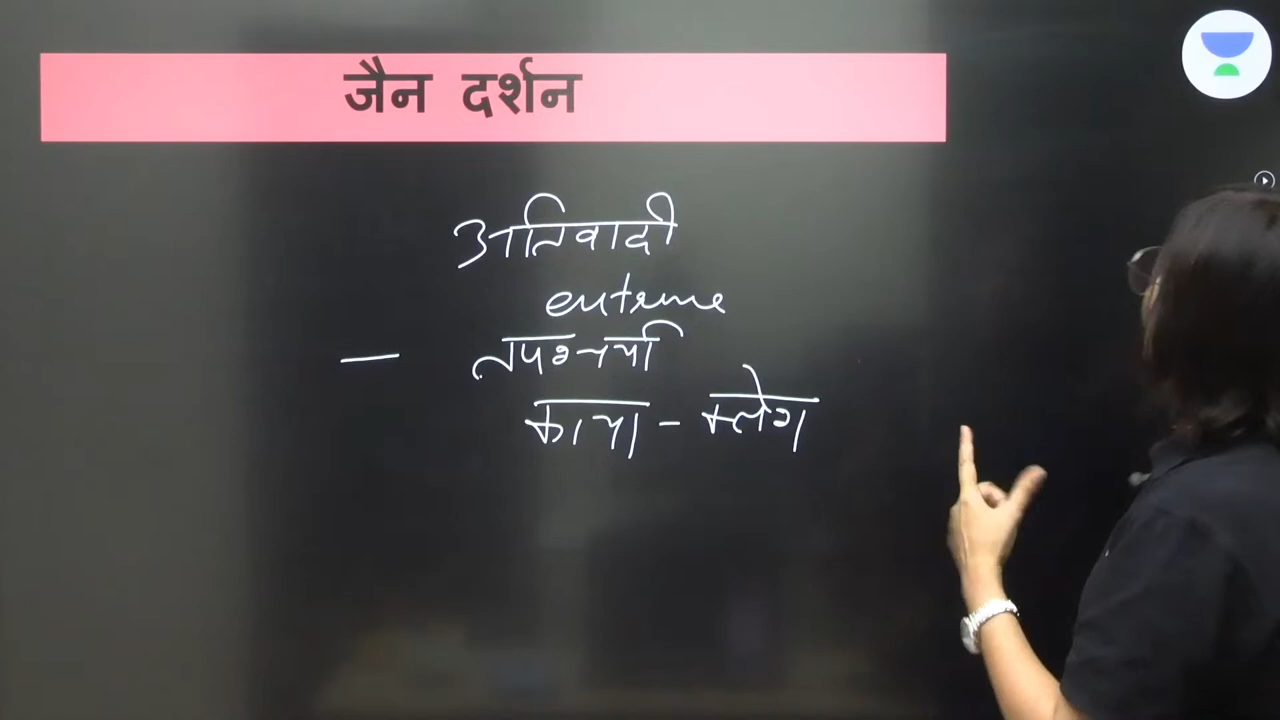 जैन दर्शन
अतिवादी
extreme
— तपश्चर्या
काया - क्लेश